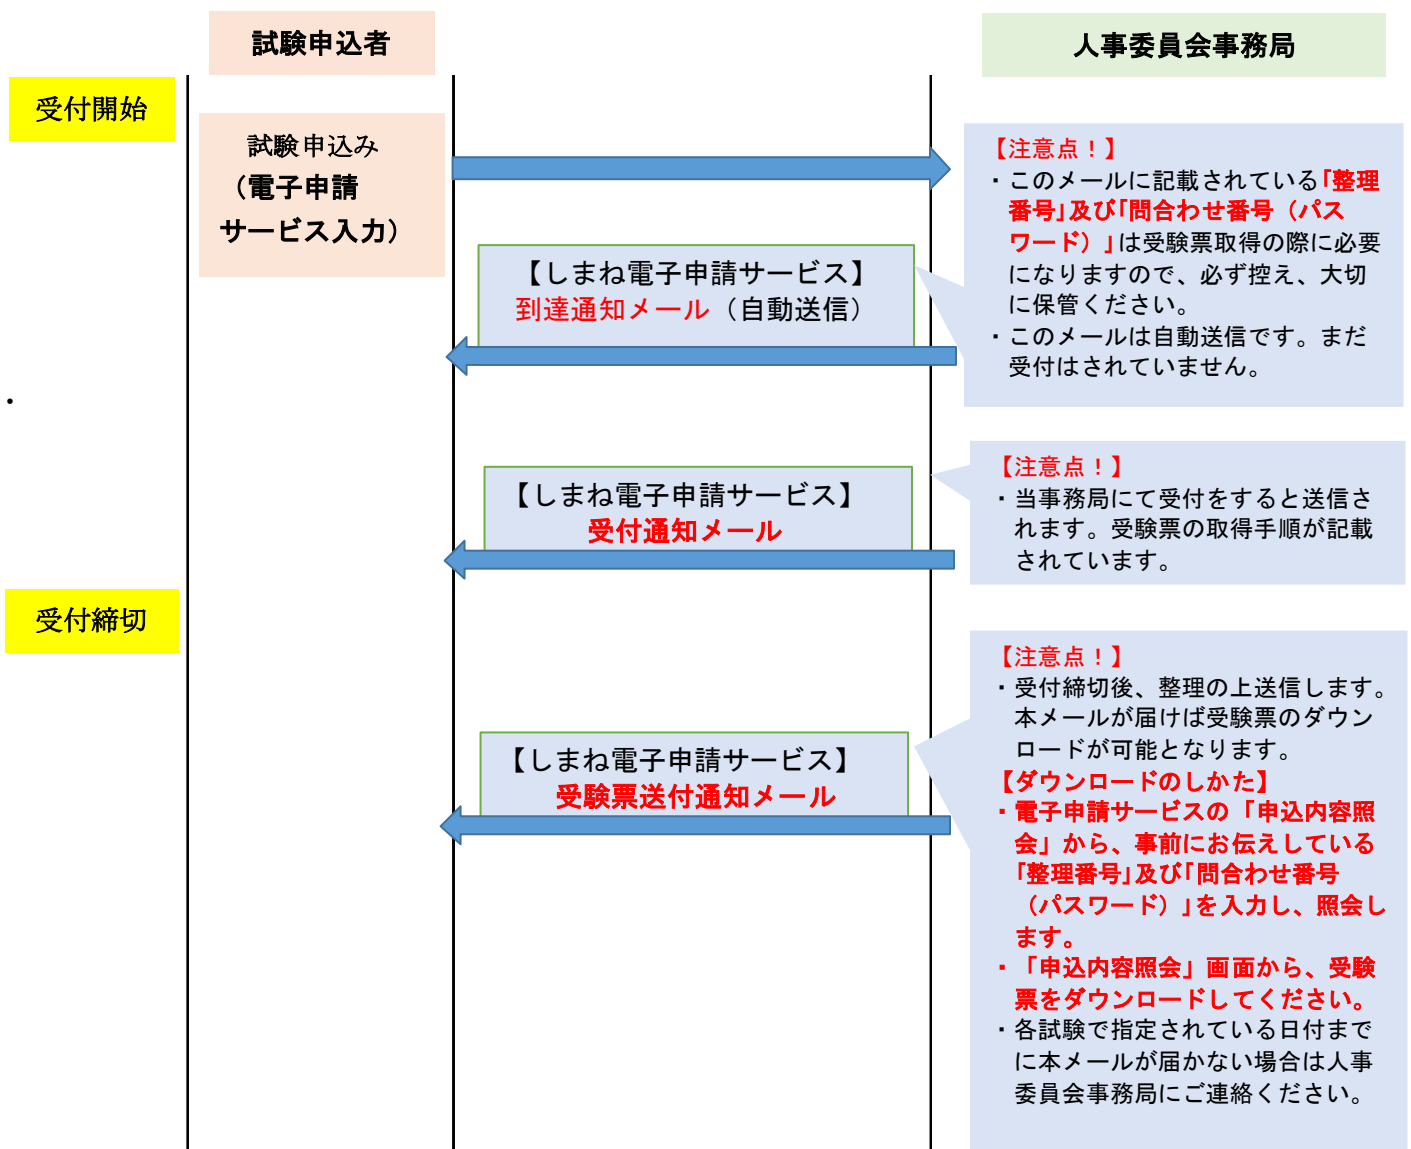 試験申込者
人事委員会事務局
受付開始
試験申込み
（電子申請
サービス入力）
【注意点！】
・このメールに記載されている「整理
番号」及び「問合わせ番号（パス
ワード）」は受験票取得の際に必要
になりますので、必ず控え、大切
に保管ください。
・このメールは自動送信です。まだ
受付はされていません。
【しまね電子申請サービス】
到達通知メール（自動送信）
.
【しまね電子申請サービス】
受付通知メール
【注意点！】
・当事務局にて受付をすると送信さ
れます。受験票の取得手順が記載
されています。
受付締切
【しまね電子申請サービス】
受験票送付通知メール
【注意点！】
・受付締切後、整理の上送信します。
本メールが届けば受験票のダウン
ロードが可能となります。
【ダウンロードのしかた】
・電子申請サービスの「申込内容照
会」から、事前にお伝えしている
「整理番号」及び「問合わせ番号
（パスワード）」を入力し、照会し
ます。
・「申込内容照会」画面から、受験
票をダウンロードしてください。
・各試験で指定されている日付まで
に本メールが届かない場合は人事
委員会事務局にご連絡ください。